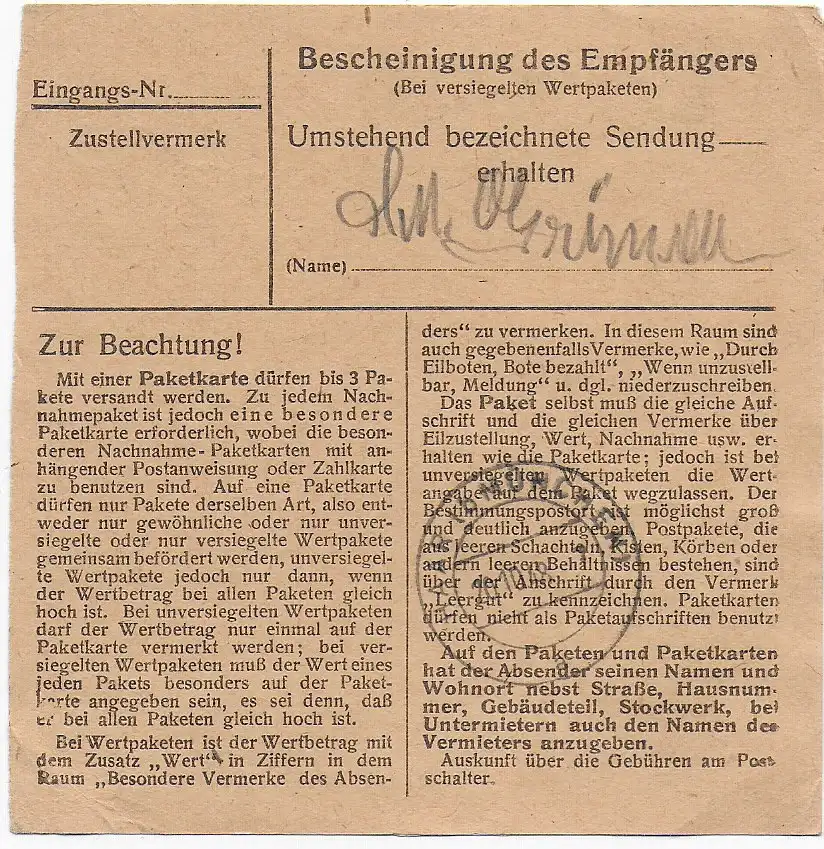 Eingangs-Nr.
Zustellvermerk
Bescheinigung des Empfängers
(Bei versiegelten Wertpaketen)
Umstehend bezeichnete Sendung
erhalten
(Name)
Zur Beachtung!
Mit einer Paketkarte dürfen bis 3 Pa-
kete versandt werden. Zu jedem Nach-
nahmepaket ist jedoch eine besondere
Paketkarte erforderlich, wobei die beson-
deren Nachnahme-Paketkarten mit an-
hängender Postanweisung oder Zahlkarte
zu benutzen sind. Auf eine Paketkarte
dürfen nur Pakete derselben Art, also ent-
weder nur gewöhnliche oder nur unver-
siegelte oder nur versiegelte Wertpakete
gemeinsam befördert werden, unversiegel-
te Wertpakete jedoch nur dann, wenn
der Wertbetrag bei allen Paketen gleich
hoch ist. Bei unversiegelten Wertpaketen
darf der Wertbetrag nur einmal auf der
Paketkarte vermerkt werden; bei ver-
siegelten Wertpaketen muß der Wert eines
jeden Pakets besonders auf der Paket-
karte angegeben sein, es sei denn, daß
er bei allen Paketen gleich hoch ist.
Bei Wertpaketen ist der Wertbetrag mit
dem Zusatz „Wert" in Ziffern in dem
Raum „Besondere Vermerke des Absen-
ders" zu vermerken. In diesem Raum sind
auch gegebenenfalls Vermerke, wie „Durch
Eilboten, Bote bezahlt", „Wenn unzustell-
bar, Meldung" u. dgl. niederzuschreiben.
Das Paket selbst muß die gleiche Auf-
schrift und die gleichen Vermerke über
Eilzustellung, Wert, Nachnahme usw. er-
halten wie die Paketkarte; jedoch ist bei
unversiegelten Wertpaketen die Wert-
angabe auf dem Paket wegzulassen. Der
Bestimmungspostort ist möglichst groß
und deutlich anzugeben. Postpakete, die
aus leeren Schachteln, Kisten, Körben oder
andern leeren Behältnissen bestehen, sind
über der Anschrift durch den Vermerk
„Leergut" zu kennzeichnen. Paketkarten
dürfen nicht als Paketaufschriften benutzt
werden.
Auf den Paketen und Paketkarten
hat der Absender seinen Namen und
Wohnort nebst Straße, Hausnum-
mer, Gebäudeteil, Stockwerk, bei
Untermietern auch den Namen des
Vermieters anzugeben.
Auskunft über die Gebühren am Post
schalter.
MÜNCHEN
a